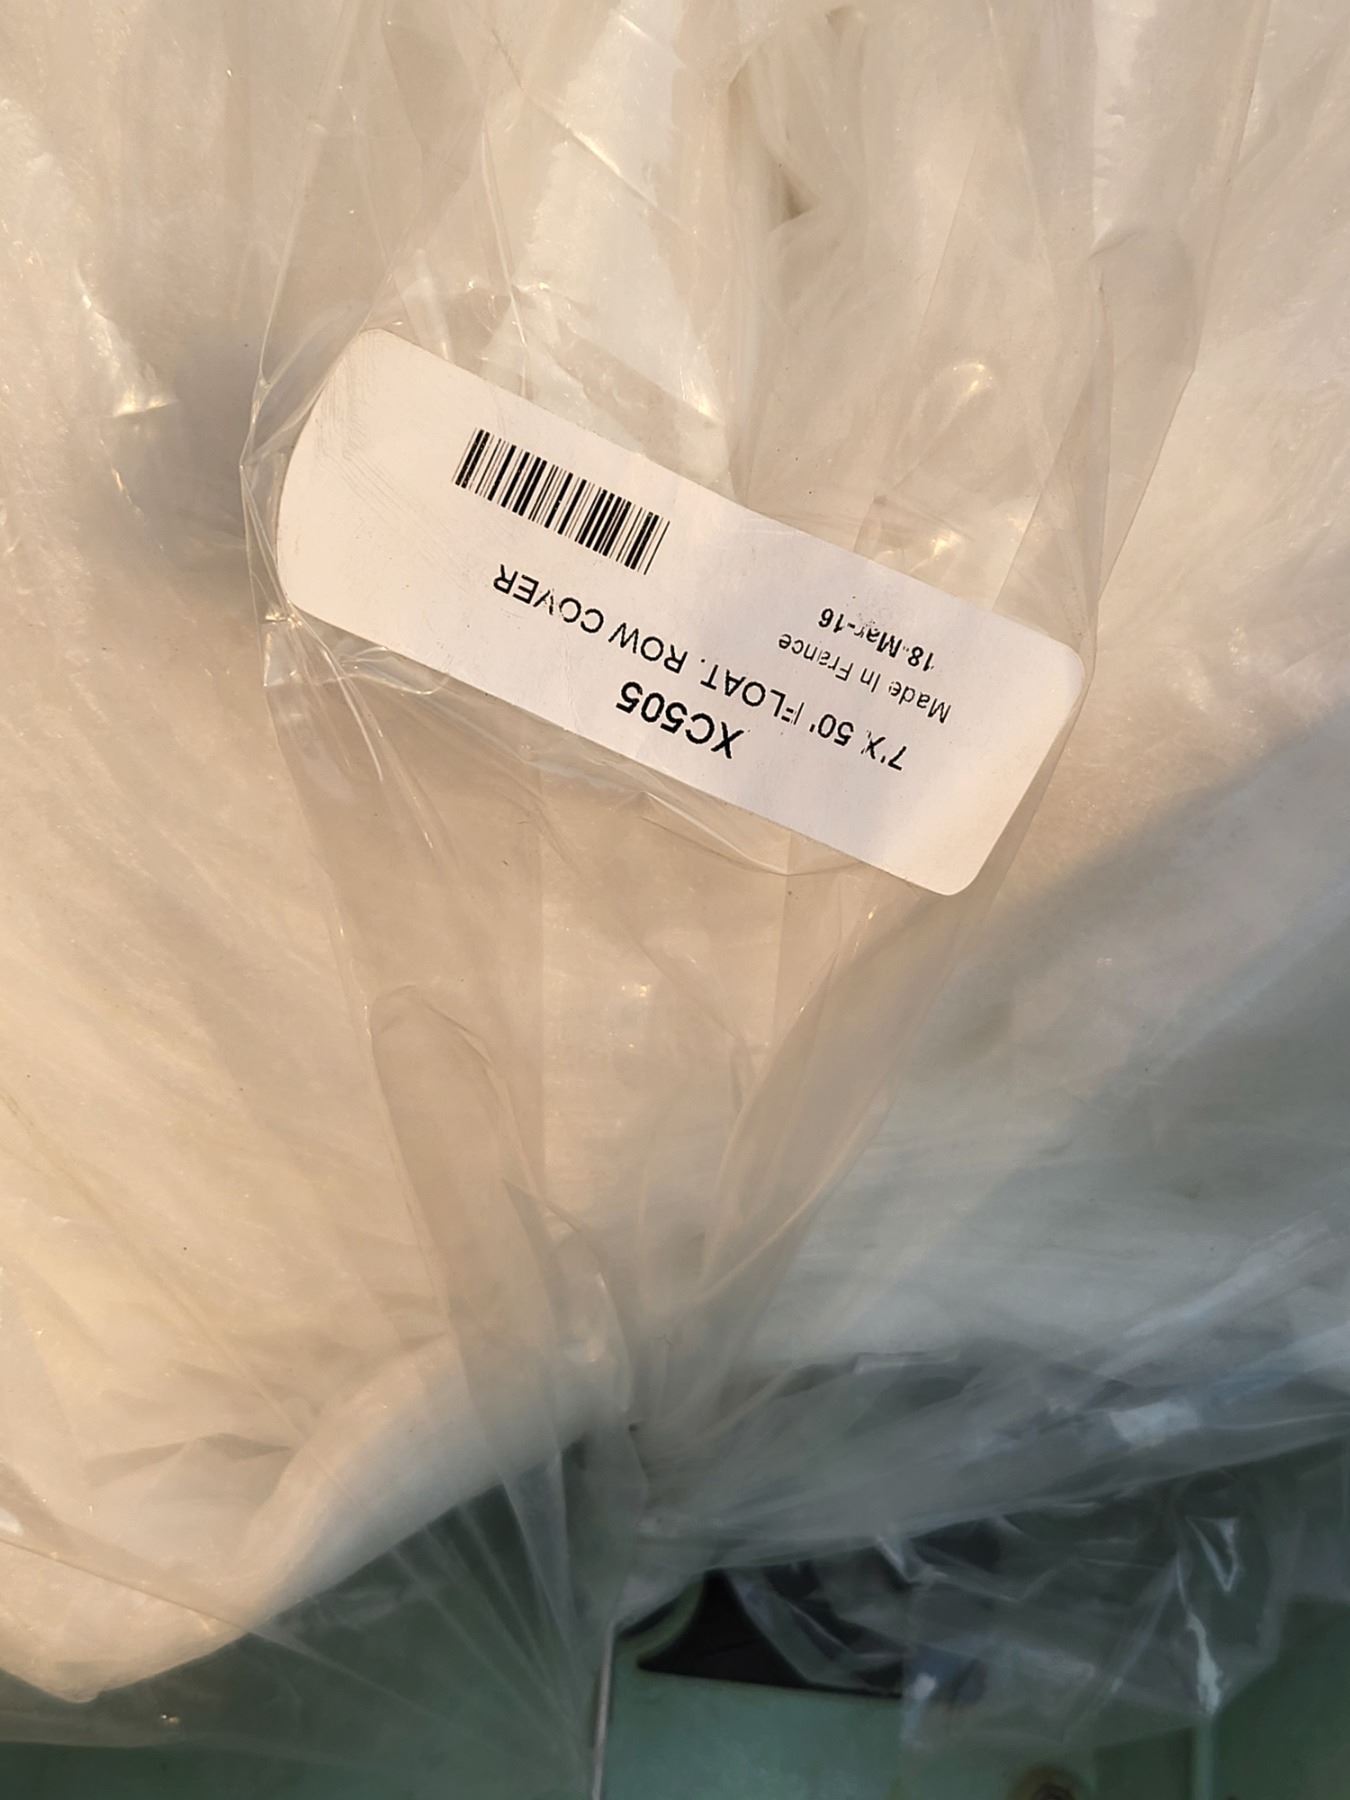 XC505
7'X 50' FLOAT. ROW COVER
Made In France
18-Mar-16